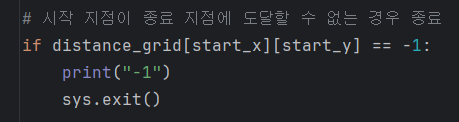 # 시작 지점이 종료 지점에 도달할 수 없는 경우 종료
if distance_grid[start_x][start_y] == -1:
    print("-1")
    sys.exit()